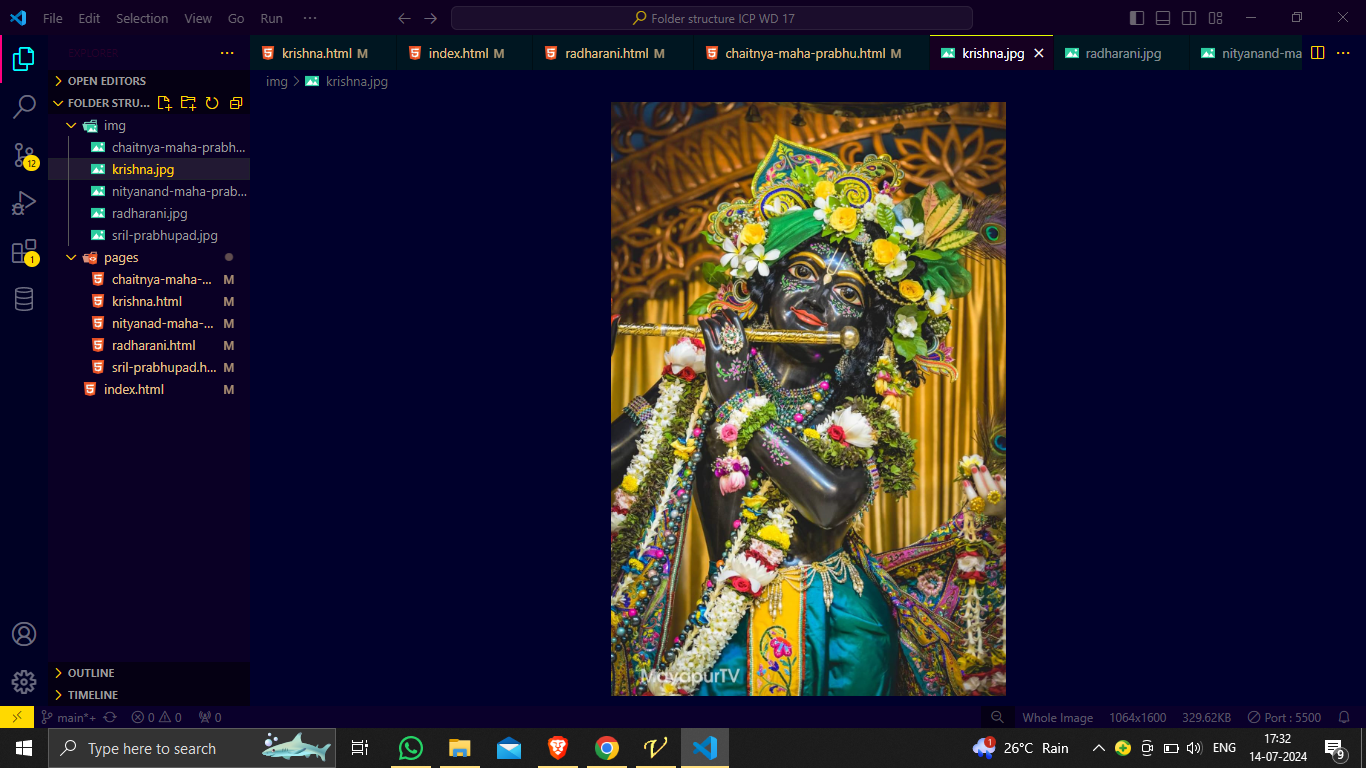 File Edit Selection View Go Run ··· Folder structure ICP WD 17
krishna.html M index.html M radharani.html M chaitnya-maha-prabhu.html M krishna.jpg radharani.jpg nityanand-ma
EXPLORER ···
img > krishna.jpg
OPEN EDITORS
FOLDER STRU...
img
chaitnya-maha-prabh...
krishna.jpg
nityanand-maha-prab...
radharani.jpg
sril-prabhupad.jpg
pages
chaitnya-maha-... M
krishna.html M
nityanad-maha-... M
radharani.html M
sril-prabhupad.h... M
index.html M
12
1
MayapurTV
OUTLINE
TIMELINE
main*+ 0 0 0 Whole Image 1064x1600 329.62KB Port : 5500
Type here to search 1 26°C Rain ENG 17:32
14-07-2024 9